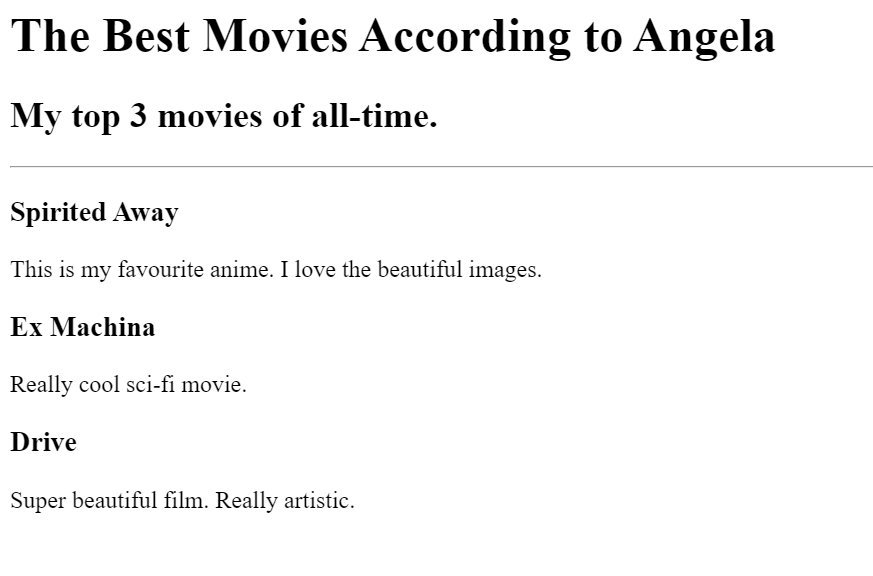 The Best Movies According to Angela
My top 3 movies of all-time.
Spirited Away
This is my favourite anime. I love the beautiful images.
Ex Machina
Really cool sci-fi movie.
Drive
Super beautiful film. Really artistic.